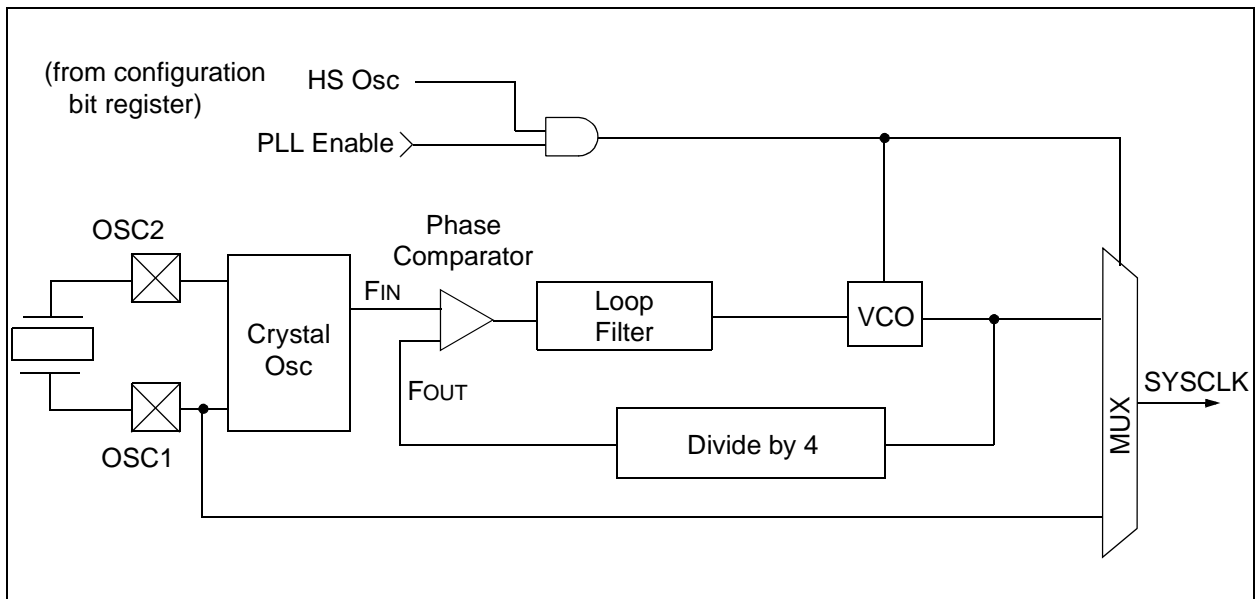 (from configuration
bit register)
HS Osc
PLL Enable
OSC2
Phase
Comparator
FIN
Crystal
Osc
Loop
Filter
VCO
SYSCLK
MUX
FOUT
Divide by 4
OSC1